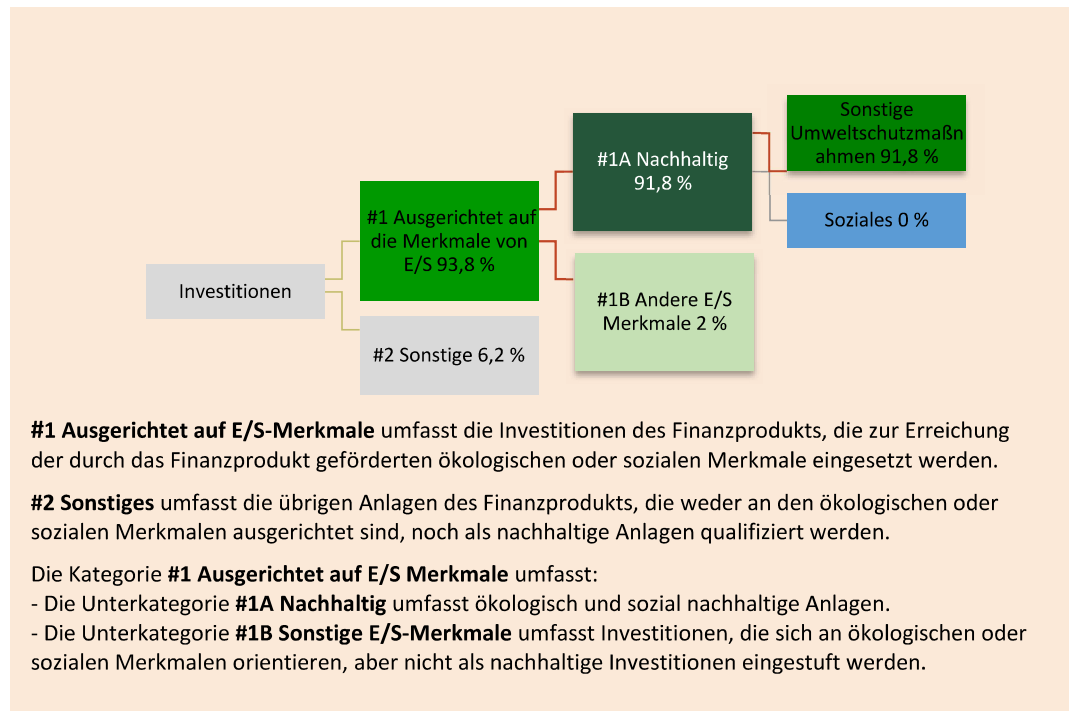 Investitionen
#1 Ausgerichtet auf
die Merkmale von
E/S 93,8 %
#2 Sonstige 6,2 %
#1A Nachhaltig
91,8 %
#1B Andere E/S
Merkmale 2 %
Sonstige
Umweltschutzmaßn
ahmen 91,8 %
Soziales 0 %
#1 Ausgerichtet auf E/S-Merkmale umfasst die Investitionen des Finanzprodukts, die zur Erreichung
der durch das Finanzprodukt geförderten ökologischen oder sozialen Merkmale eingesetzt werden.
#2 Sonstiges umfasst die übrigen Anlagen des Finanzprodukts, die weder an den ökologischen oder
sozialen Merkmalen ausgerichtet sind, noch als nachhaltige Anlagen qualifiziert werden.
Die Kategorie #1 Ausgerichtet auf E/S Merkmale umfasst:
- Die Unterkategorie #1A Nachhaltig umfasst ökologisch und sozial nachhaltige Anlagen.
- Die Unterkategorie #1B Sonstige E/S-Merkmale umfasst Investitionen, die sich an ökologischen oder
sozialen Merkmalen orientieren, aber nicht als nachhaltige Investitionen eingestuft werden.